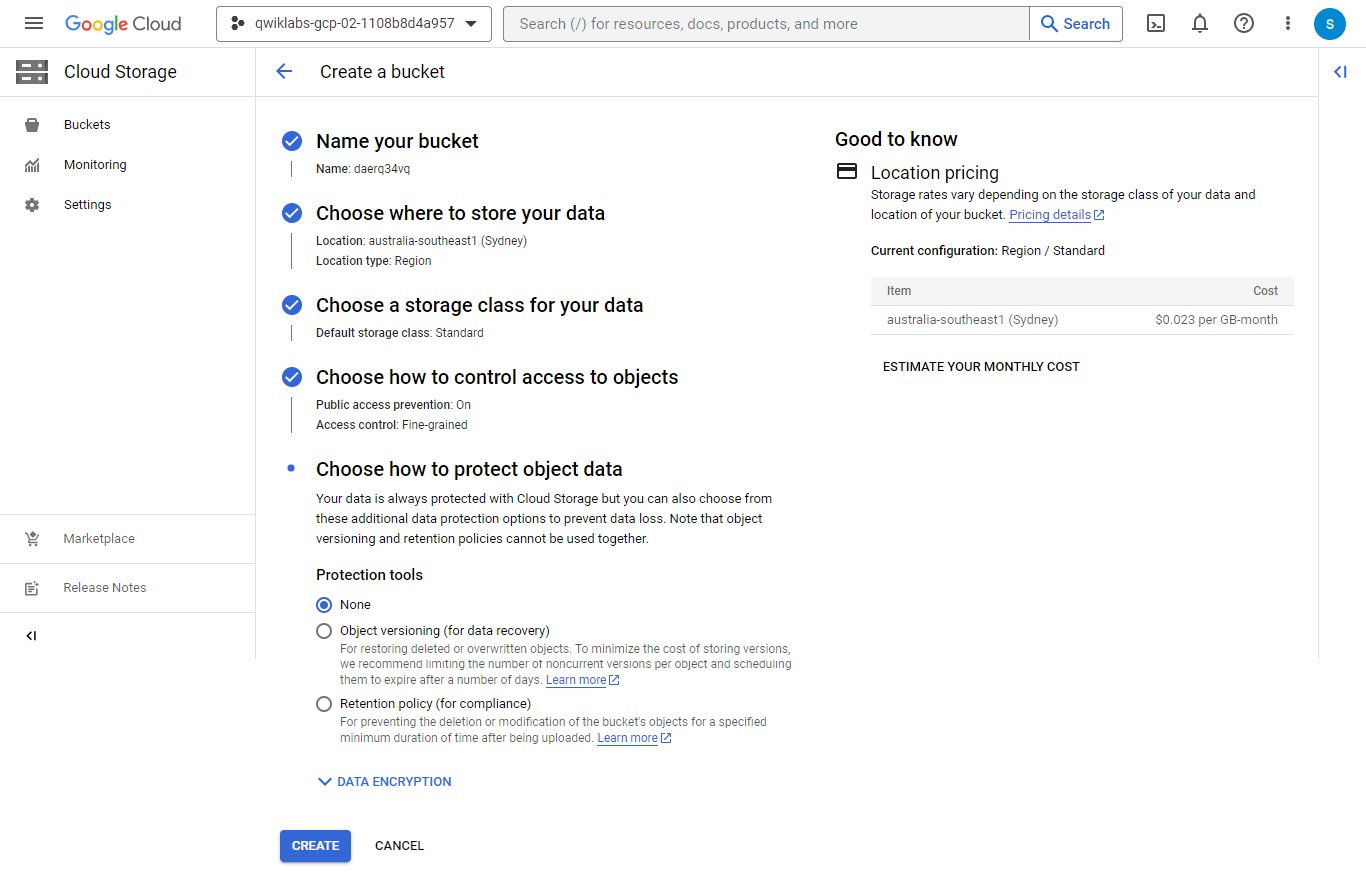 Google Cloud
qwiklabs-gcp-02-1108b8d4a957
Search (/) for resources, docs, products, and more
Search
S
Cloud Storage
Create a bucket
Buckets
Monitoring
Settings
Marketplace
Release Notes
Name your bucket
Name: daerq34vq
Choose where to store your data
Location: australia-southeast1 (Sydney)
Location type: Region
Choose a storage class for your data
Default storage class: Standard
Choose how to control access to objects
Public access prevention: On
Access control: Fine-grained
Choose how to protect object data
Your data is always protected with Cloud Storage but you can also choose from
these additional data protection options to prevent data loss. Note that object
versioning and retention policies cannot be used together.
Protection tools
None
Object versioning (for data recovery)
For restoring deleted or overwritten objects. To minimize the cost of storing versions,
we recommend limiting the number of noncurrent versions per object and scheduling
them to expire after a number of days. Learn more
Retention policy (for compliance)
For preventing the deletion or modification of the bucket's objects for a specified
minimum duration of time after being uploaded. Learn more
DATA ENCRYPTION
CREATE
CANCEL
Good to know
Location pricing
Storage rates vary depending on the storage class of your data and
location of your bucket. Pricing details
Current configuration: Region / Standard
Item Cost
australia-southeast1 (Sydney) $0.023 per GB-month
ESTIMATE YOUR MONTHLY COST